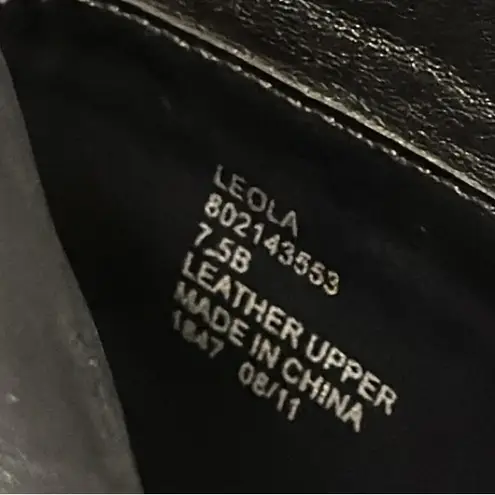 LEOLA
802143553
7.5B
LEATHER UPPER
MADE IN CHINA
1847 08/11